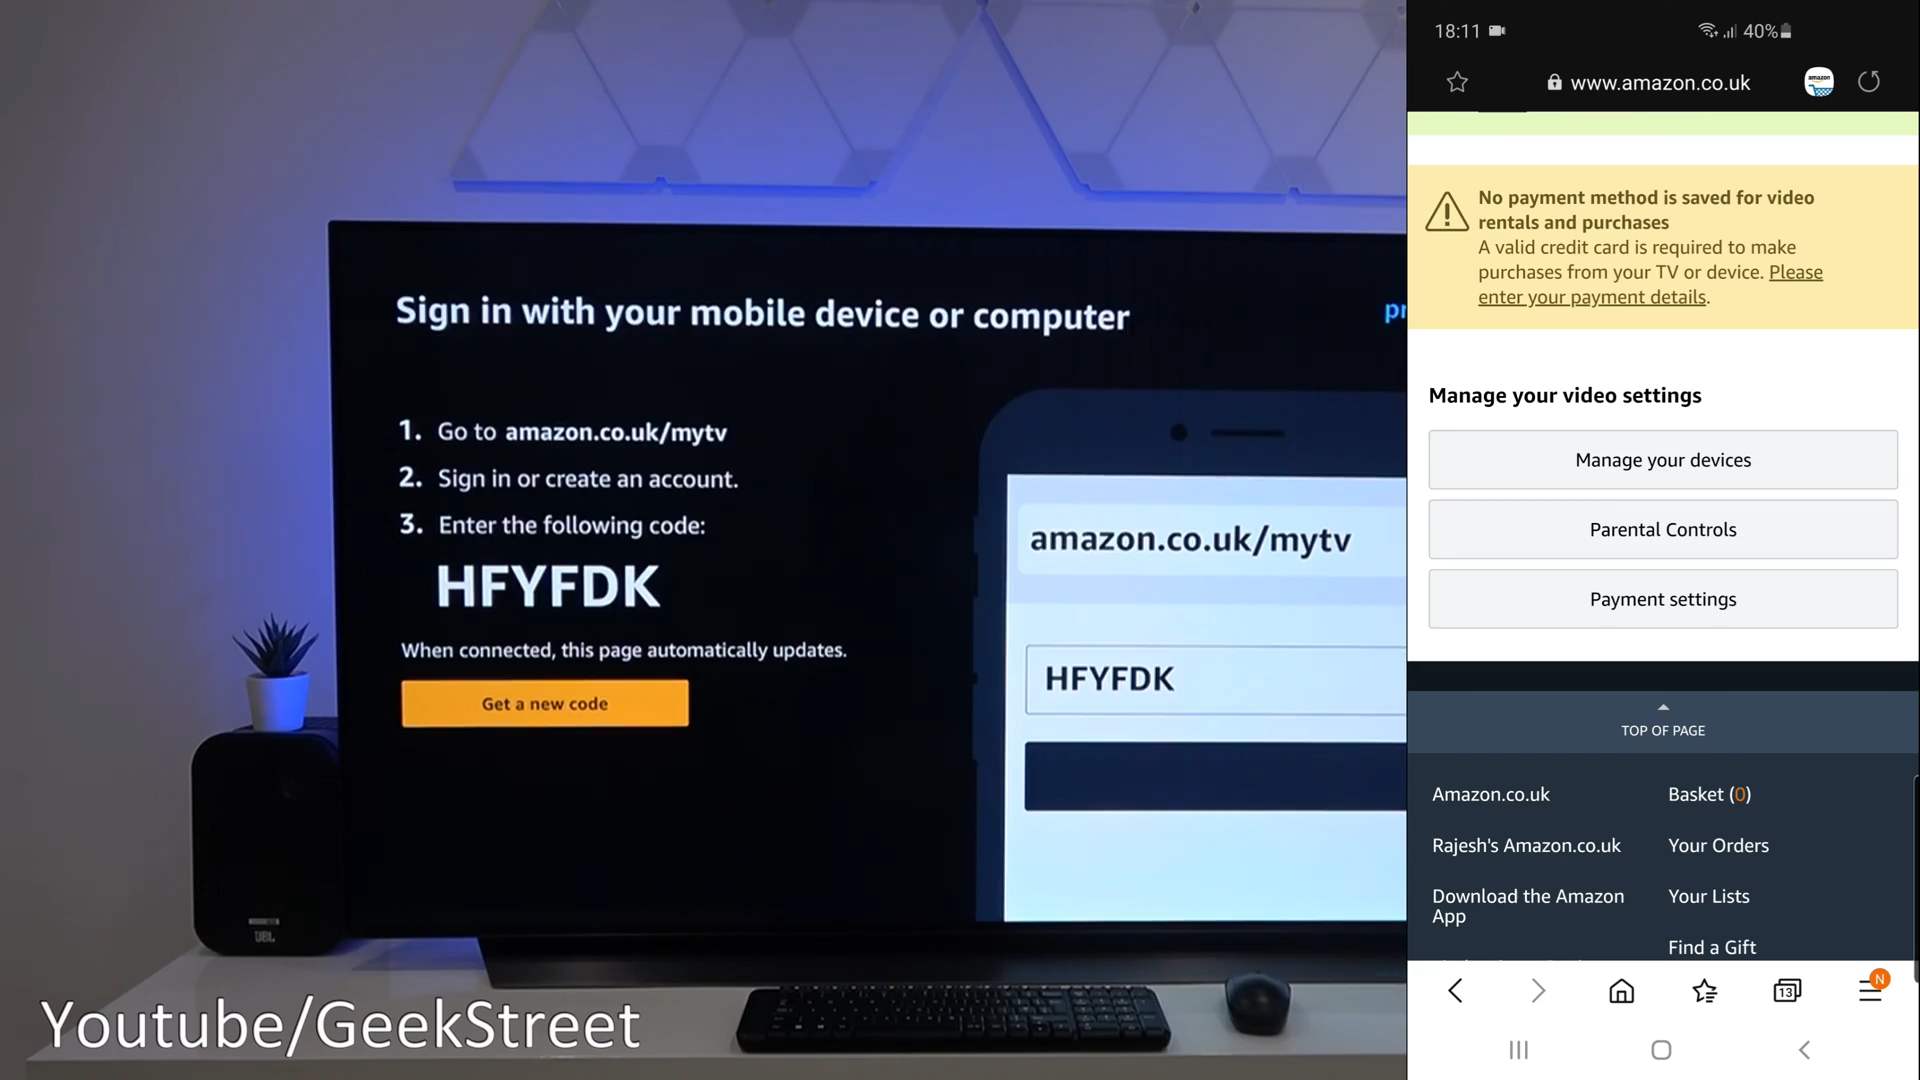 Sign in with your mobile device or computer
pr
1. Go to amazon.co.uk/mytv
2. Sign in or create an account.
3. Enter the following code:
HFYFDK
When connected, this page automatically updates.
Get a new code
amazon.co.uk/mytv
HFYFDK
JBL
Youtube/GeekStreet
18:11
40%
www.amazon.co.uk
amazon
No payment method is saved for video
rentals and purchases
A valid credit card is required to make
purchases from your TV or device. Please
enter your payment details.
Manage your video settings
Manage your devices
Parental Controls
Payment settings
TOP OF PAGE
Amazon.co.uk
Basket (0)
Rajesh's Amazon.co.uk
Your Orders
Download the Amazon
App
Your Lists
Find a Gift
13
N